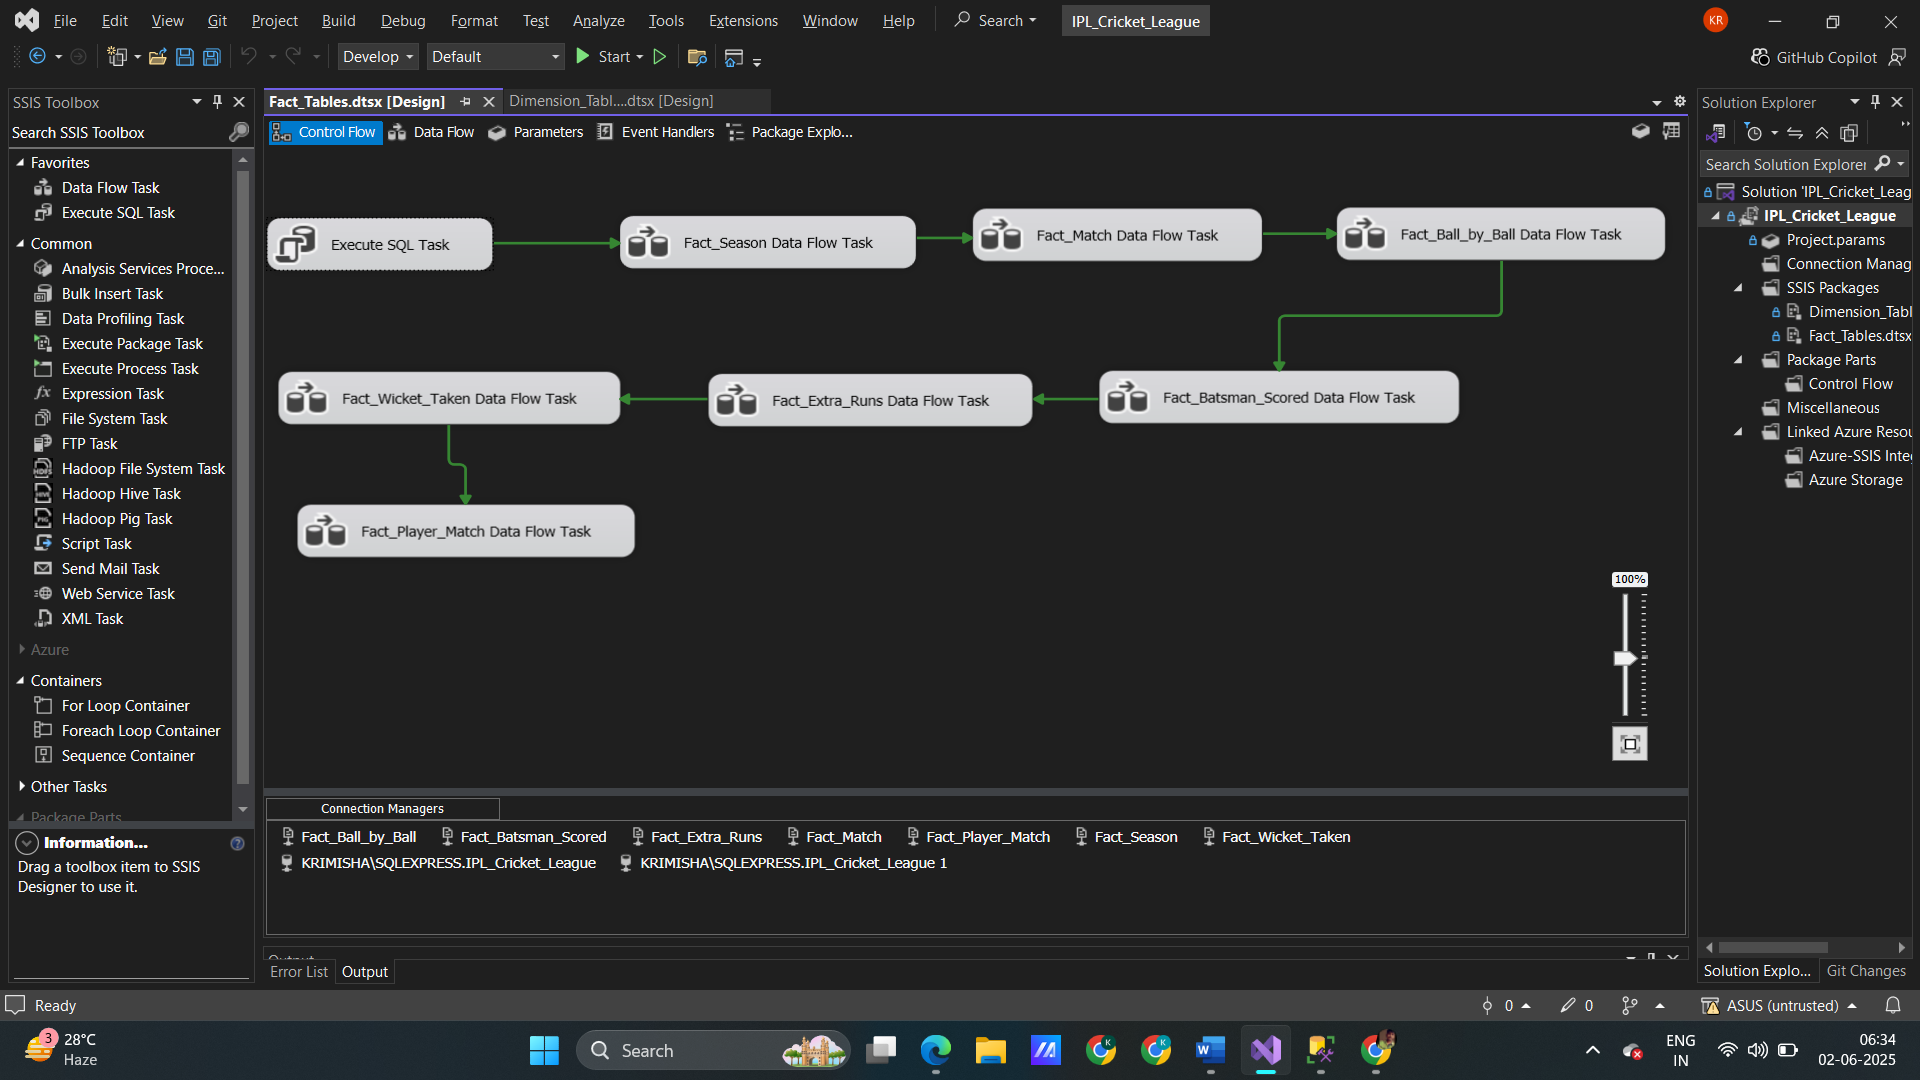 File Edit View Git Project Build Debug Format Test Analyze Tools Extensions Window Help Search IPL_Cricket_League KR
Develop Default Start GitHub Copilot
SSIS Toolbox
Search SSIS Toolbox
Favorites
Data Flow Task
Execute SQL Task
Common
Analysis Services Proce...
Bulk Insert Task
Data Profiling Task
Execute Package Task
Execute Process Task
Expression Task
File System Task
FTP Task
Hadoop File System Task
Hadoop Hive Task
Hadoop Pig Task
Script Task
Send Mail Task
Web Service Task
XML Task
Azure
Containers
For Loop Container
Foreach Loop Container
Sequence Container
Other Tasks
Package Parts
Information...
Drag a toolbox item to SSIS
Designer to use it.
Fact_Tables.dtsx [Design] Dimension_Tabl....dtsx [Design]
Control Flow Data Flow Parameters Event Handlers Package Explo...
Execute SQL Task
Fact_Season Data Flow Task
Fact_Match Data Flow Task
Fact_Ball_by_Ball Data Flow Task
Fact_Wicket_Taken Data Flow Task
Fact_Extra_Runs Data Flow Task
Fact_Batsman_Scored Data Flow Task
Fact_Player_Match Data Flow Task
100%
Connection Managers
Fact_Ball_by_Ball Fact_Batsman_Scored Fact_Extra_Runs Fact_Match Fact_Player_Match Fact_Season Fact_Wicket_Taken
KRIMISHA\SQLEXPRESS.IPL_Cricket_League KRIMISHA\SQLEXPRESS.IPL_Cricket_League 1
Output
Error List Output
Solution Explorer
Search Solution Explorer
Solution 'IPL_Cricket_Leag
IPL_Cricket_League
Project.params
Connection Manag
SSIS Packages
Dimension_Tabl
Fact_Tables.dtsx
Package Parts
Control Flow
Miscellaneous
Linked Azure Resou
Azure-SSIS Inte
Azure Storage
Solution Explo... Git Changes
Ready 0 0 ASUS (untrusted)
3 28°C
Haze
Search
ENG
IN
06:34
02-06-2025